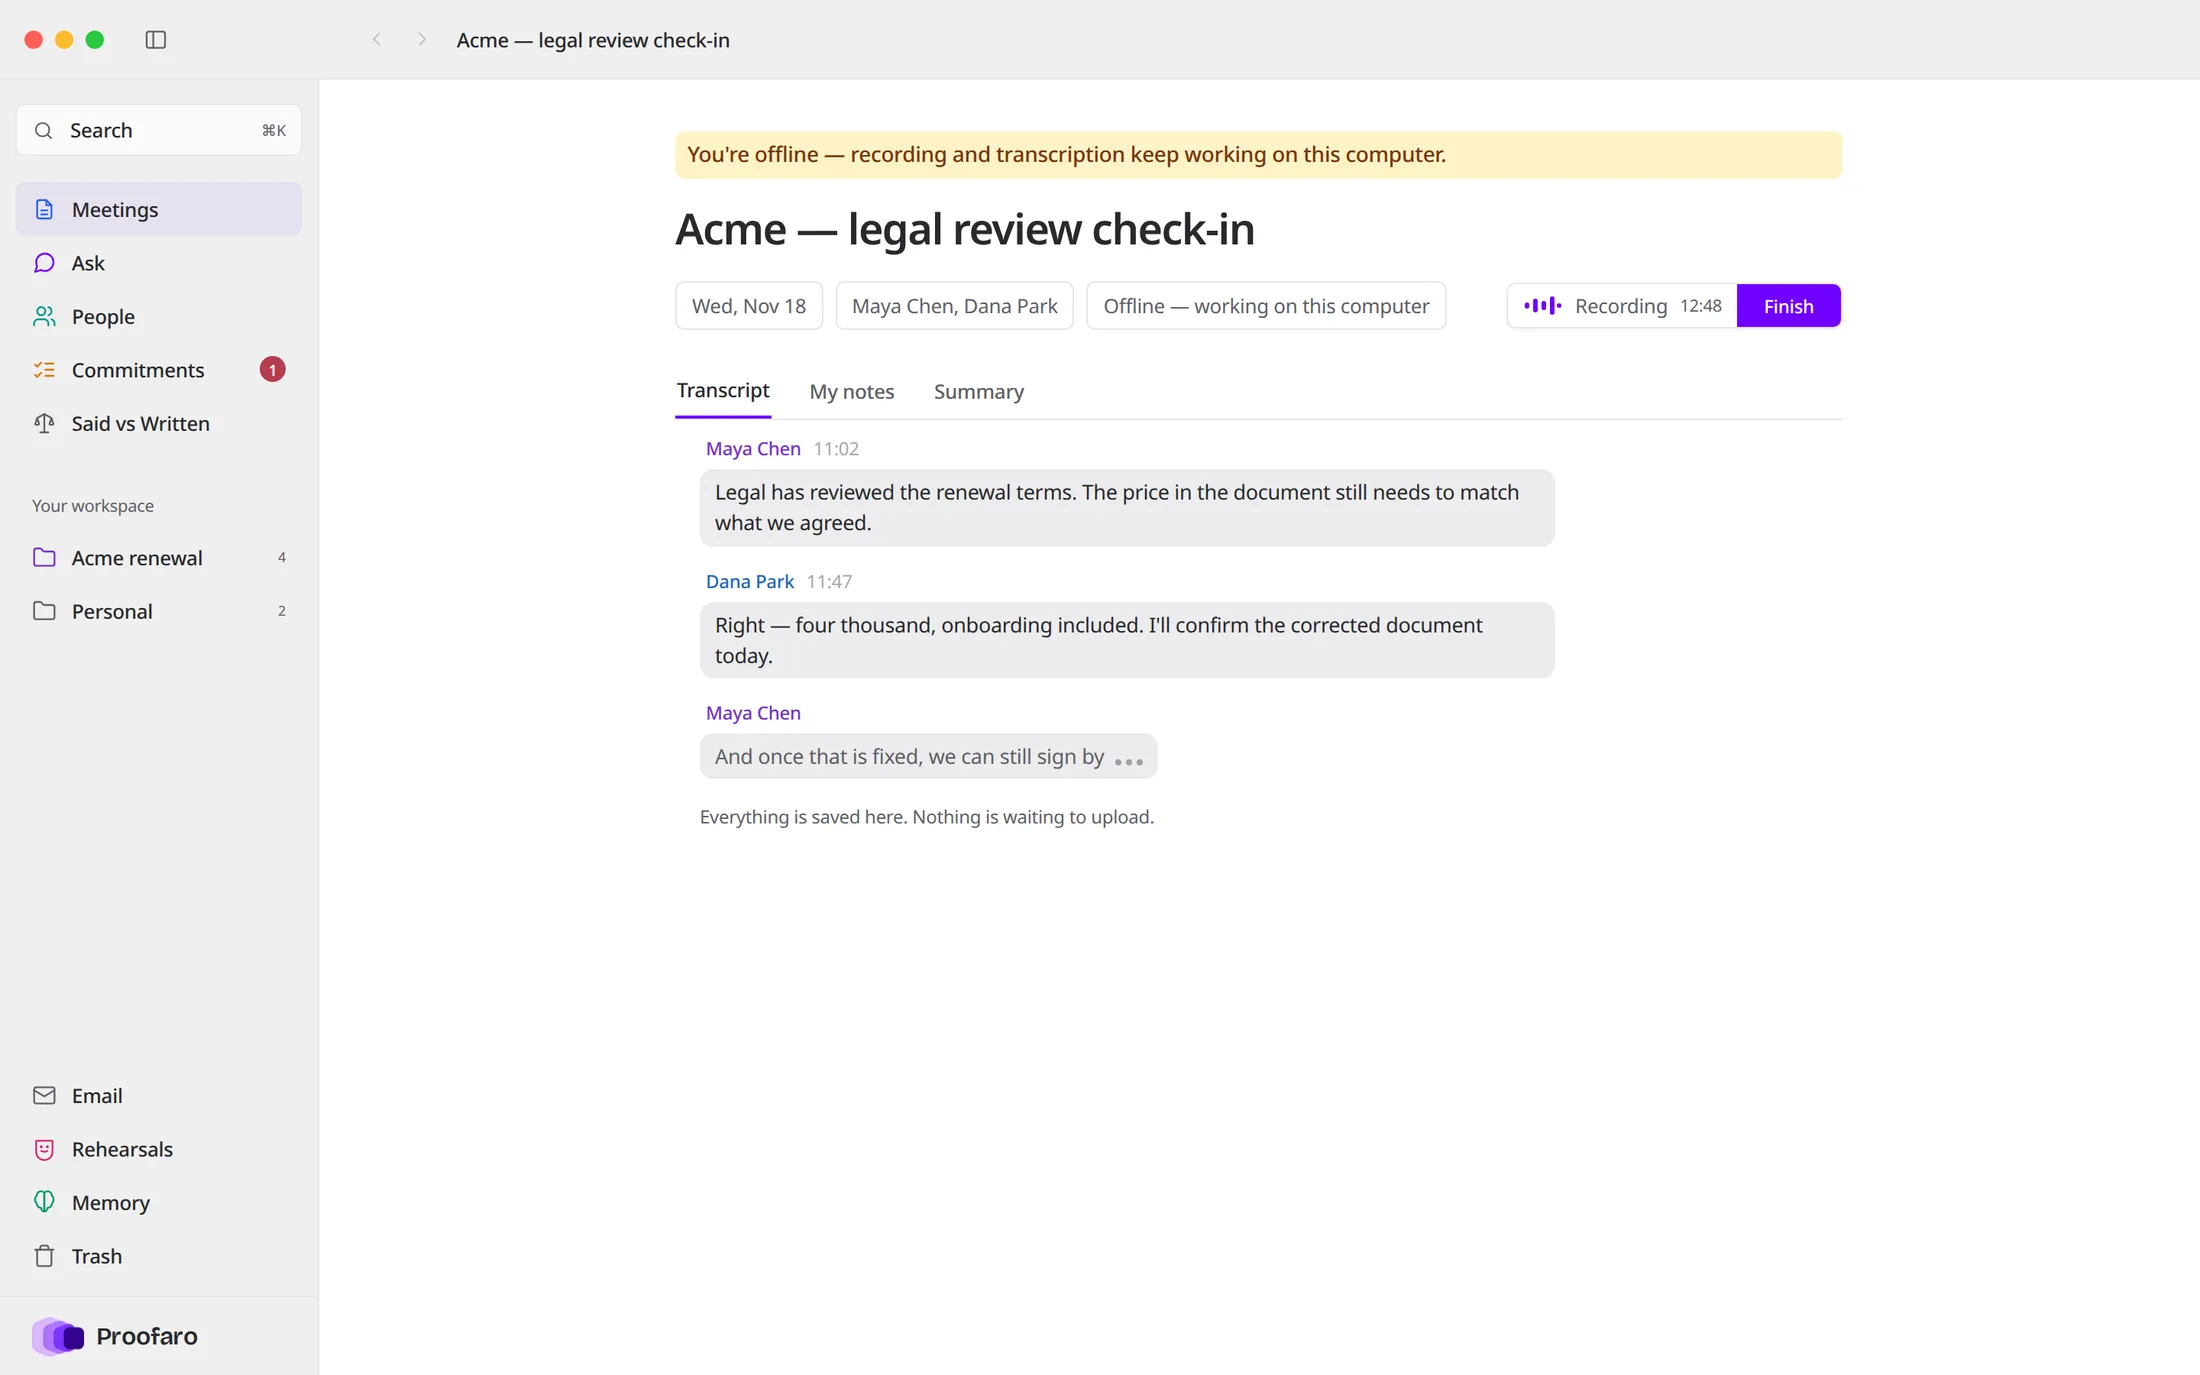 Acme — legal review check-in
Search ⌘K
Meetings
Ask
People
Commitments 1
Said vs Written
Your workspace
Acme renewal 4
Personal 2
Email
Rehearsals
Memory
Trash
Proofaro
You're offline — recording and transcription keep working on this computer.
Acme — legal review check-in
Wed, Nov 18
Maya Chen, Dana Park
Offline — working on this computer
Recording 12:48
Finish
Transcript
My notes
Summary
Maya Chen 11:02
Legal has reviewed the renewal terms. The price in the document still needs to match
what we agreed.
Dana Park 11:47
Right — four thousand, onboarding included. I'll confirm the corrected document
today.
Maya Chen
And once that is fixed, we can still sign by ...
Everything is saved here. Nothing is waiting to upload.